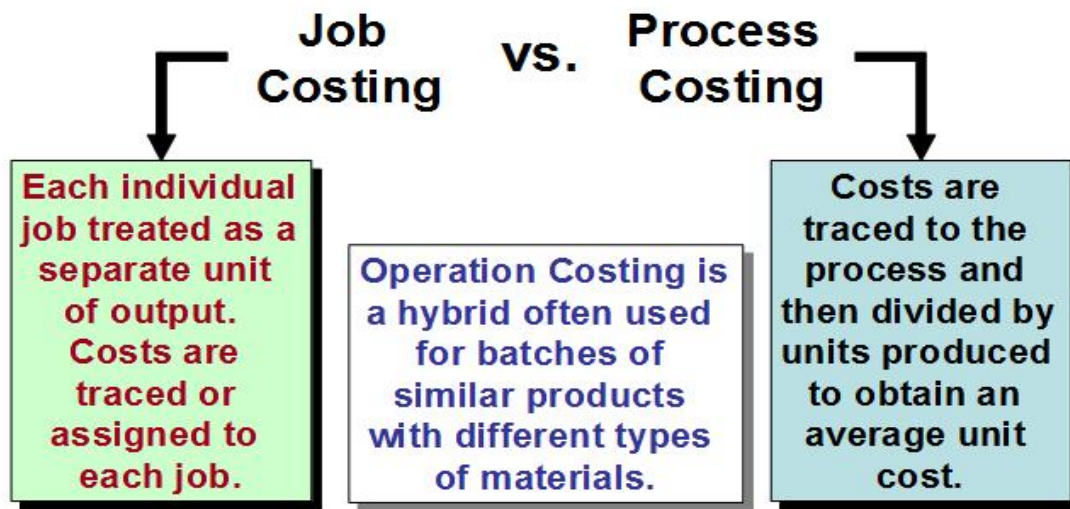 Job
Costing
vs.
Process
Costing
Each individual
job treated as a
separate unit
of output.
Costs are
traced or
assigned to
each job.
Operation Costing is
a hybrid often used
for batches of
similar products
with different types
of materials.
Costs are
traced to the
process and
then divided by
units produced
to obtain an
average unit
cost.